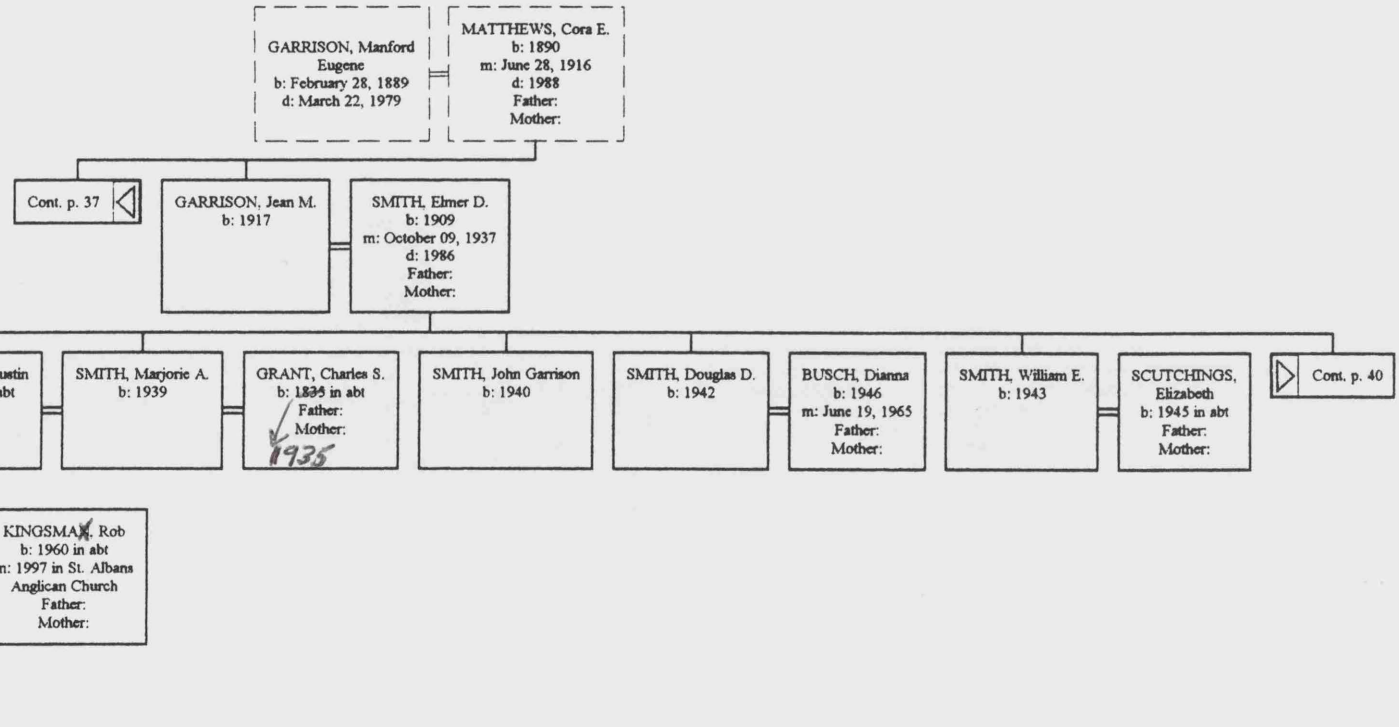 GARRISON, Manford
Eugene
b: February 28, 1889
d: March 22, 1979
MATTHEWS, Cora E.
b: 1890
m: June 28, 1916
d: 1988
Father:
Mother:
Cont. p. 37
GARRISON, Jean M.
b: 1917
SMITH, Elmer D.
b: 1909
m: October 09, 1937
d: 1986
Father:
Mother:
ustin
abt
SMITH, Marjorie A.
b: 1939
GRANT, Charles S.
b: 1835 in abt
Father:
Mother:
1935
SMITH, John Garrison
b: 1940
SMITH, Douglas D.
b: 1942
BUSCH, Dianna
b: 1946
m: June 19, 1965
Father:
Mother:
SMITH, William E.
b: 1943
SCUTCHINGS,
Elizabeth
b: 1945 in abt
Father:
Mother:
Cont. p. 40
Rob
b: 1960 in abt
m: 1997 in St. Albans
Anglican Church
Father:
Mother: